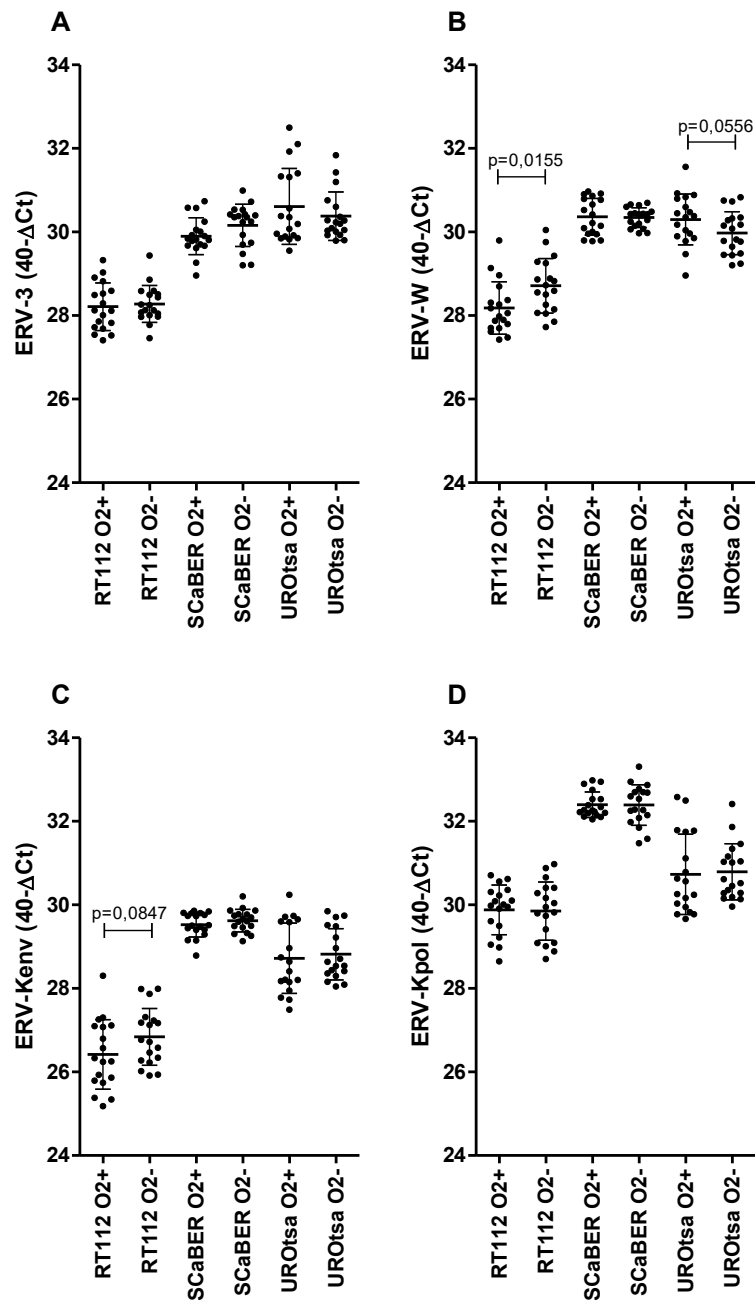 A
ERV-3 (40-ΔCt)
34
32
30
28
26
24
RT112 O2+
RT112 O2-
SCaBER O2+
SCaBER O2-
UROtsa O2+
UROtsa O2-
B
ERV-W (40-ΔCt)
34
32
30
28
26
24
p=0,0155
p=0,0556
RT112 O2+
RT112 O2-
SCaBER O2+
SCaBER O2-
UROtsa O2+
UROtsa O2-
C
ERV-Kenv (40-ΔCt)
34
32
30
28
26
24
p=0,0847
RT112 O2+
RT112 O2-
SCaBER O2+
SCaBER O2-
UROtsa O2+
UROtsa O2-
D
ERV-Kpol (40-ΔCt)
34
32
30
28
26
24
RT112 O2+
RT112 O2-
SCaBER O2+
SCaBER O2-
UROtsa O2+
UROtsa O2-